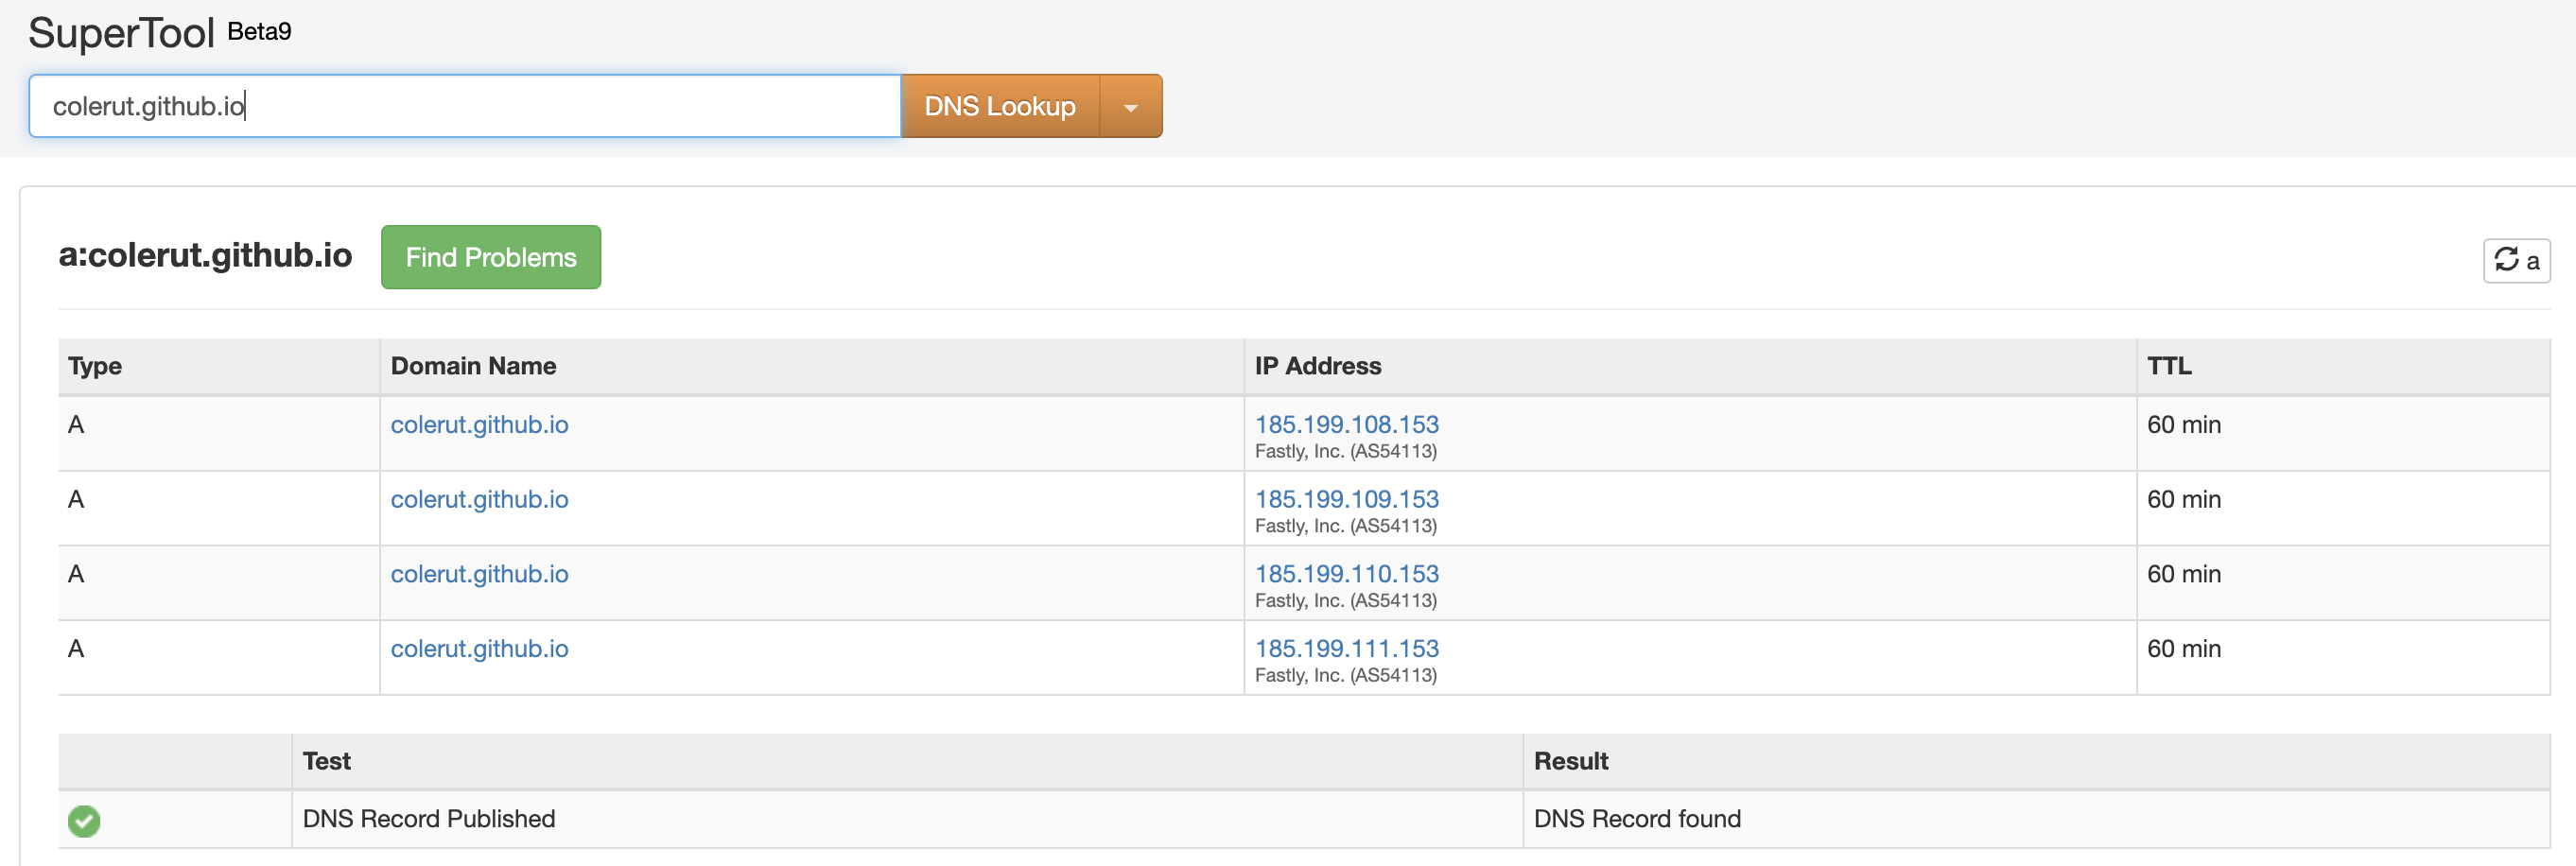 SuperTool Beta9
colerut.github.io DNS Lookup
a:colerut.github.io Find Problems a
Type Domain Name IP Address TTL
A colerut.github.io 185.199.108.153 60 min
Fastly, Inc. (AS54113)
A colerut.github.io 185.199.109.153 60 min
Fastly, Inc. (AS54113)
A colerut.github.io 185.199.110.153 60 min
Fastly, Inc. (AS54113)
A colerut.github.io 185.199.111.153 60 min
Fastly, Inc. (AS54113)
Test Result
DNS Record Published DNS Record found